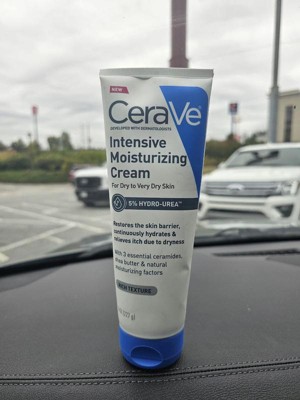 NEW
CeraVe
DEVELOPED WITH DERMATOLOGISTS
Intensive
Moisturizing
Cream
For Dry to Very Dry Skin
5% HYDRO-UREA™
Restores the skin barrier,
continuously hydrates &
relieves itch due to dryness
With 3 essential ceramides,
shea butter & natural
moisturizing factors
RICH TEXTURE